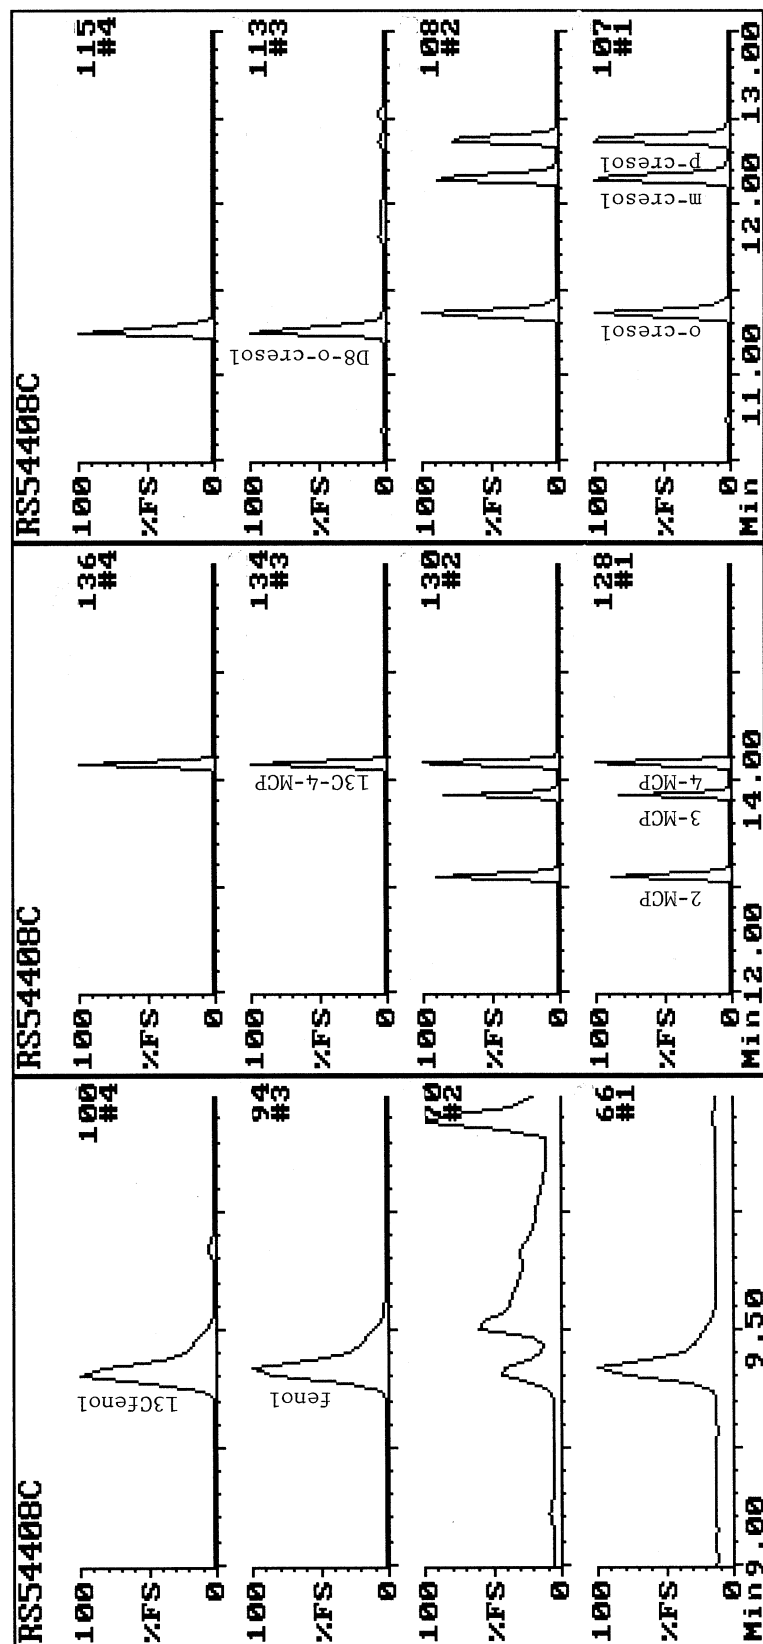 RS54408C
100
%FS
0
100
#4
13Cfenol
100
%FS
0
94
#3
fenol
100
%FS
0
70
#2
100
%FS
0
66
#1
Min 9.00 9.50
RS54408C
100
%FS
0
136
#4
100
%FS
0
134
#3
13C-4-MCP
100
%FS
0
130
#2
100
%FS
0
128
#1
2-MCP
3-MCP
4-MCP
Min 12.00 14.00
RS54408C
100
%FS
0
115
#4
100
%FS
0
113
#3
D8-o-cresol
100
%FS
0
108
#2
100
%FS
0
107
#1
o-cresol
m-cresol
p-cresol
Min 11.00 12.00 13.00